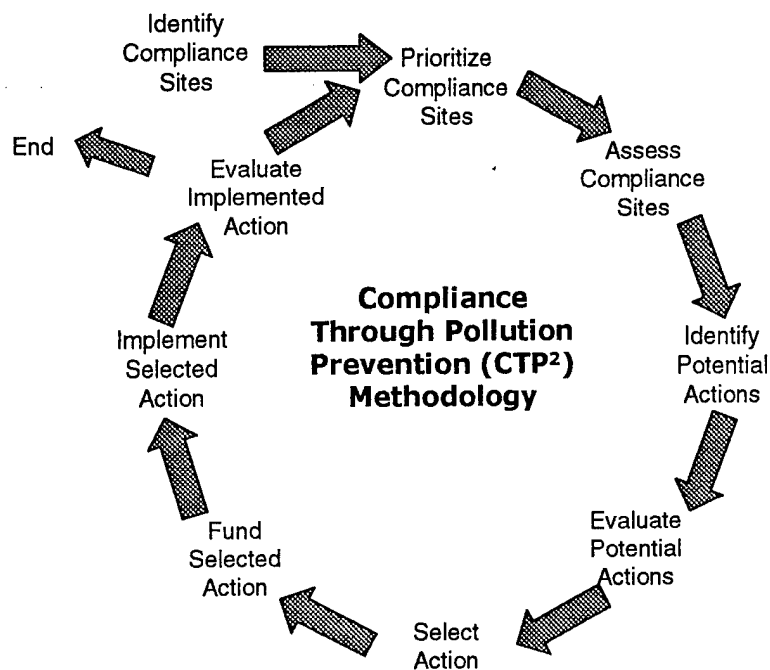 Identify
Compliance
Sites
Prioritize
Compliance
Sites
Assess
Compliance
Sites
Identify
Potential
Actions
Evaluate
Potential
Actions
Select
Action
Fund
Selected
Action
Implement
Selected
Action
Evaluate
Implemented
Action
End
Compliance
Through Pollution
Prevention (CTP²)
Methodology